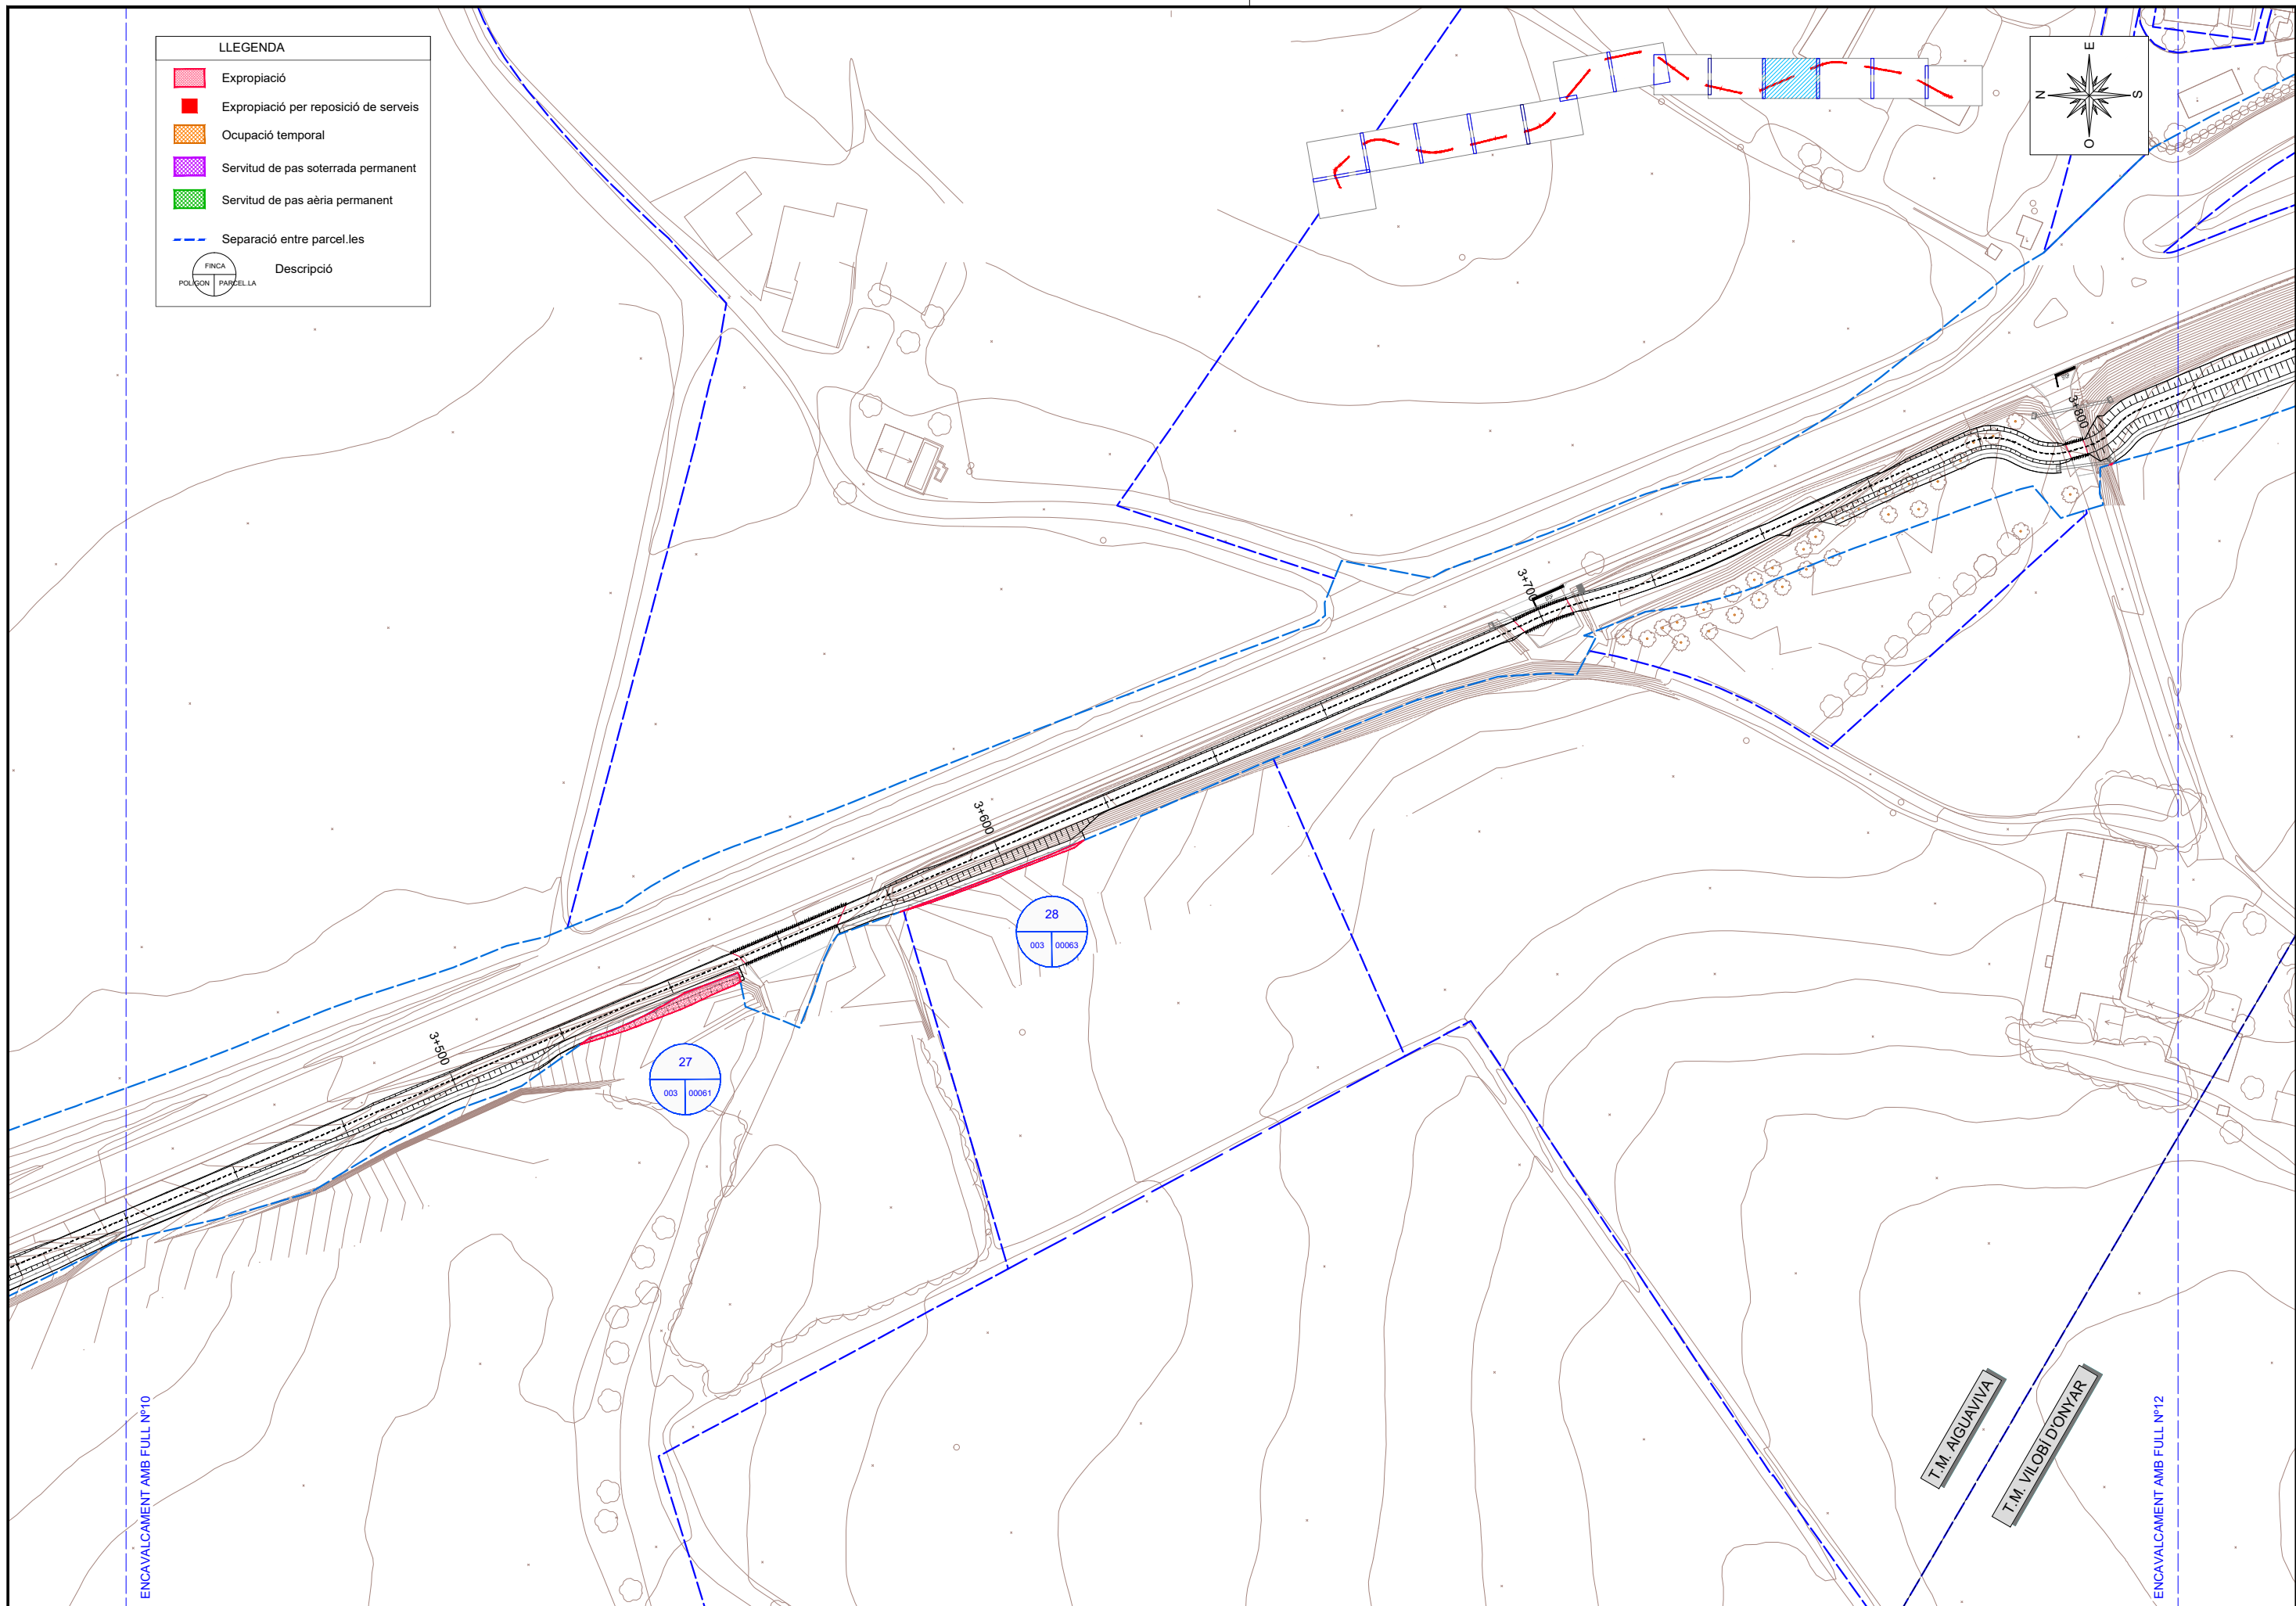 LLEGENDA
Expropiació
Expropiació per reposició de serveis
Ocupació temporal
Servitud de pas soterrada permanent
Servitud de pas aèria permanent
Separació entre parcel.les
FINCA
POLÍGON PARCEL.LA
Descripció
E
N
S
O
3+800
3+700
3+600
3+500
28
003 00063
27
003 00061
T.M. AIGUAVIVA
T.M. VILOBÍ D'ONYAR
ENCAVALCAMENT AMB FULL Nº10
ENCAVALCAMENT AMB FULL Nº12